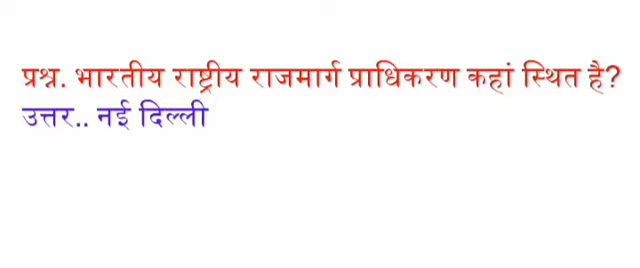 प्रश्न. भारतीय राष्ट्रीय राजमार्ग प्राधिकरण कहां स्थित है?
उत्तर.. नई दिल्ली